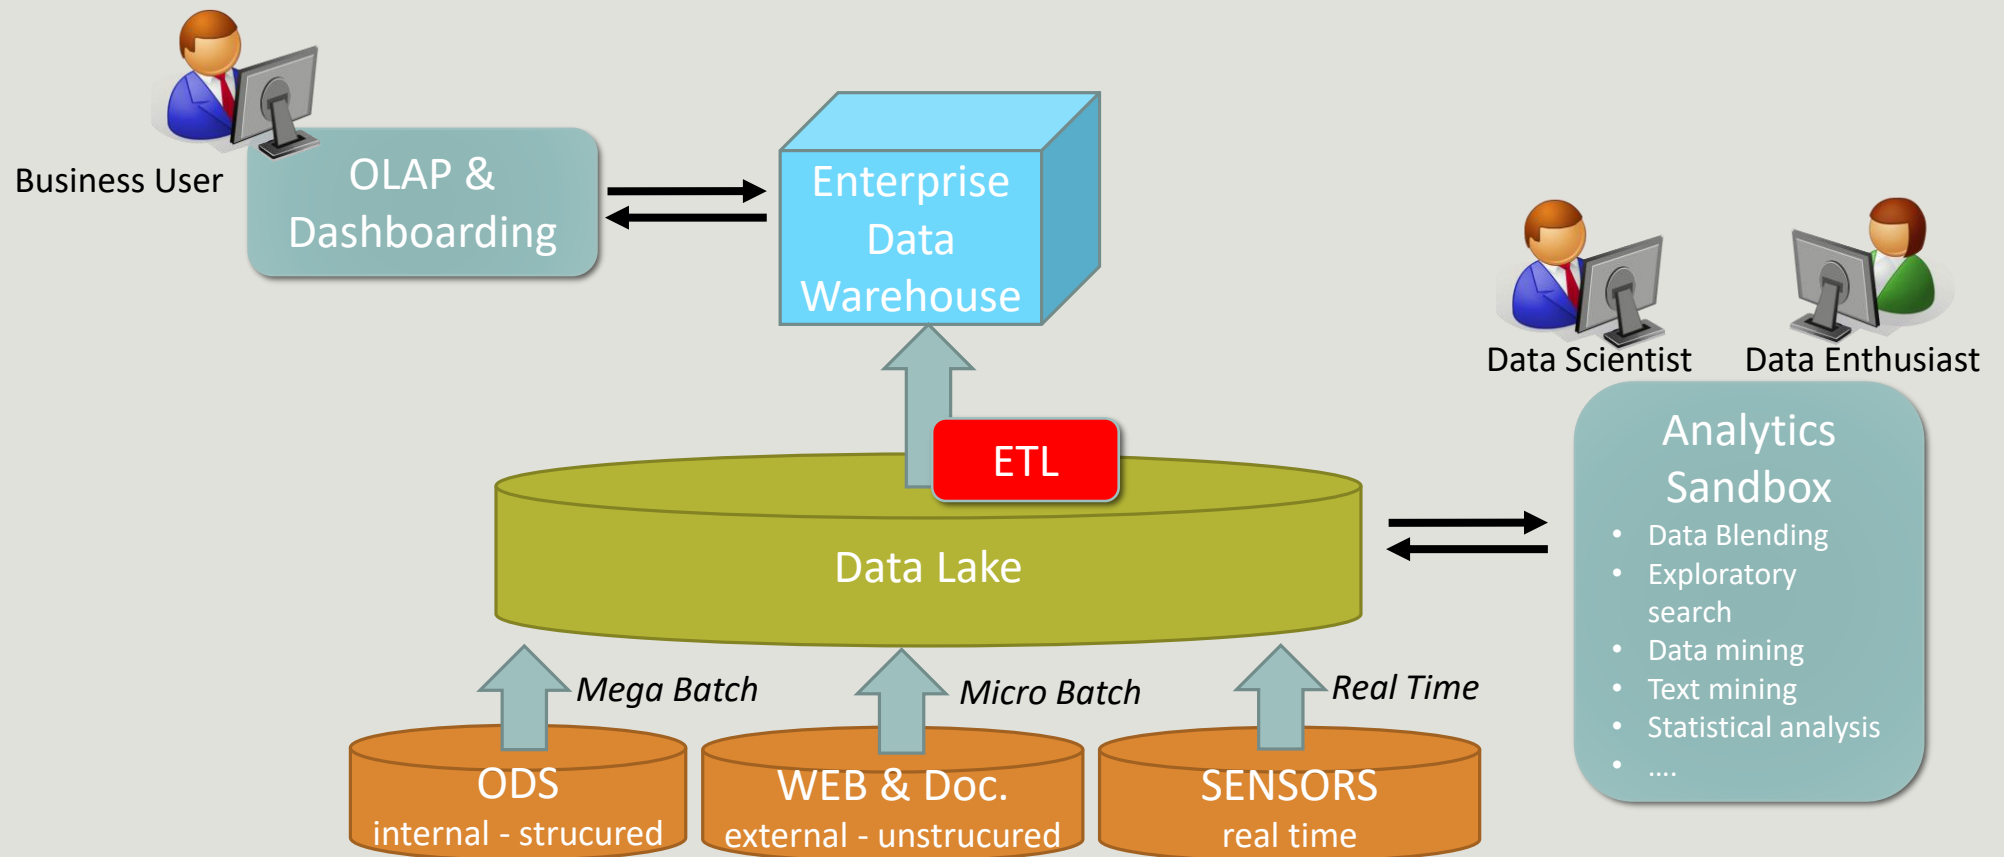 Business User
OLAP &
Dashboarding
Enterprise
Data
Warehouse
Data Scientist
Data Enthusiast
ETL
Data Lake
Analytics
Sandbox
• Data Blending
• Exploratory
search
• Data mining
• Text mining
• Statistical analysis
• ....
Mega Batch
Micro Batch
Real Time
ODS
internal - strucured
WEB & Doc.
external - unstrucured
SENSORS
real time